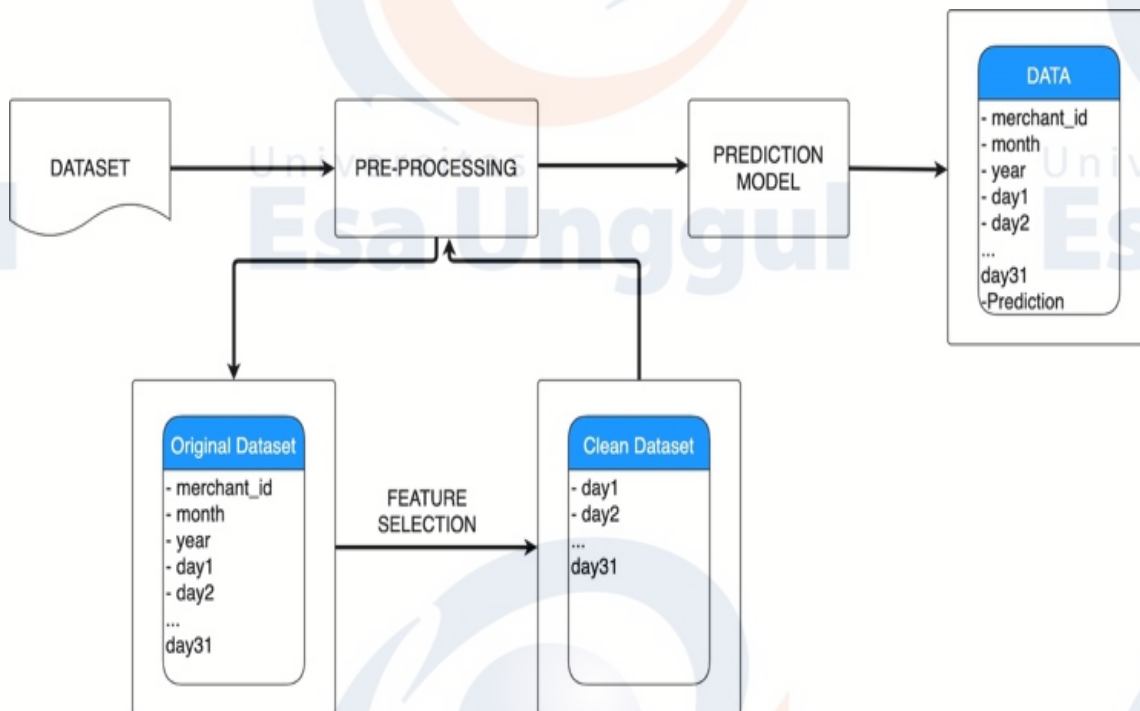 DATASET
PRE-PROCESSING
PREDICTION
MODEL
DATA
- merchant_id
- month
- year
- day1
- day2
...
day31
-Prediction
Original Dataset
- merchant_id
- month
- year
- day1
- day2
...
day31
FEATURE
SELECTION
Clean Dataset
- day1
- day2
...
day31
Universitas
Esa Unggul
Univ
Es